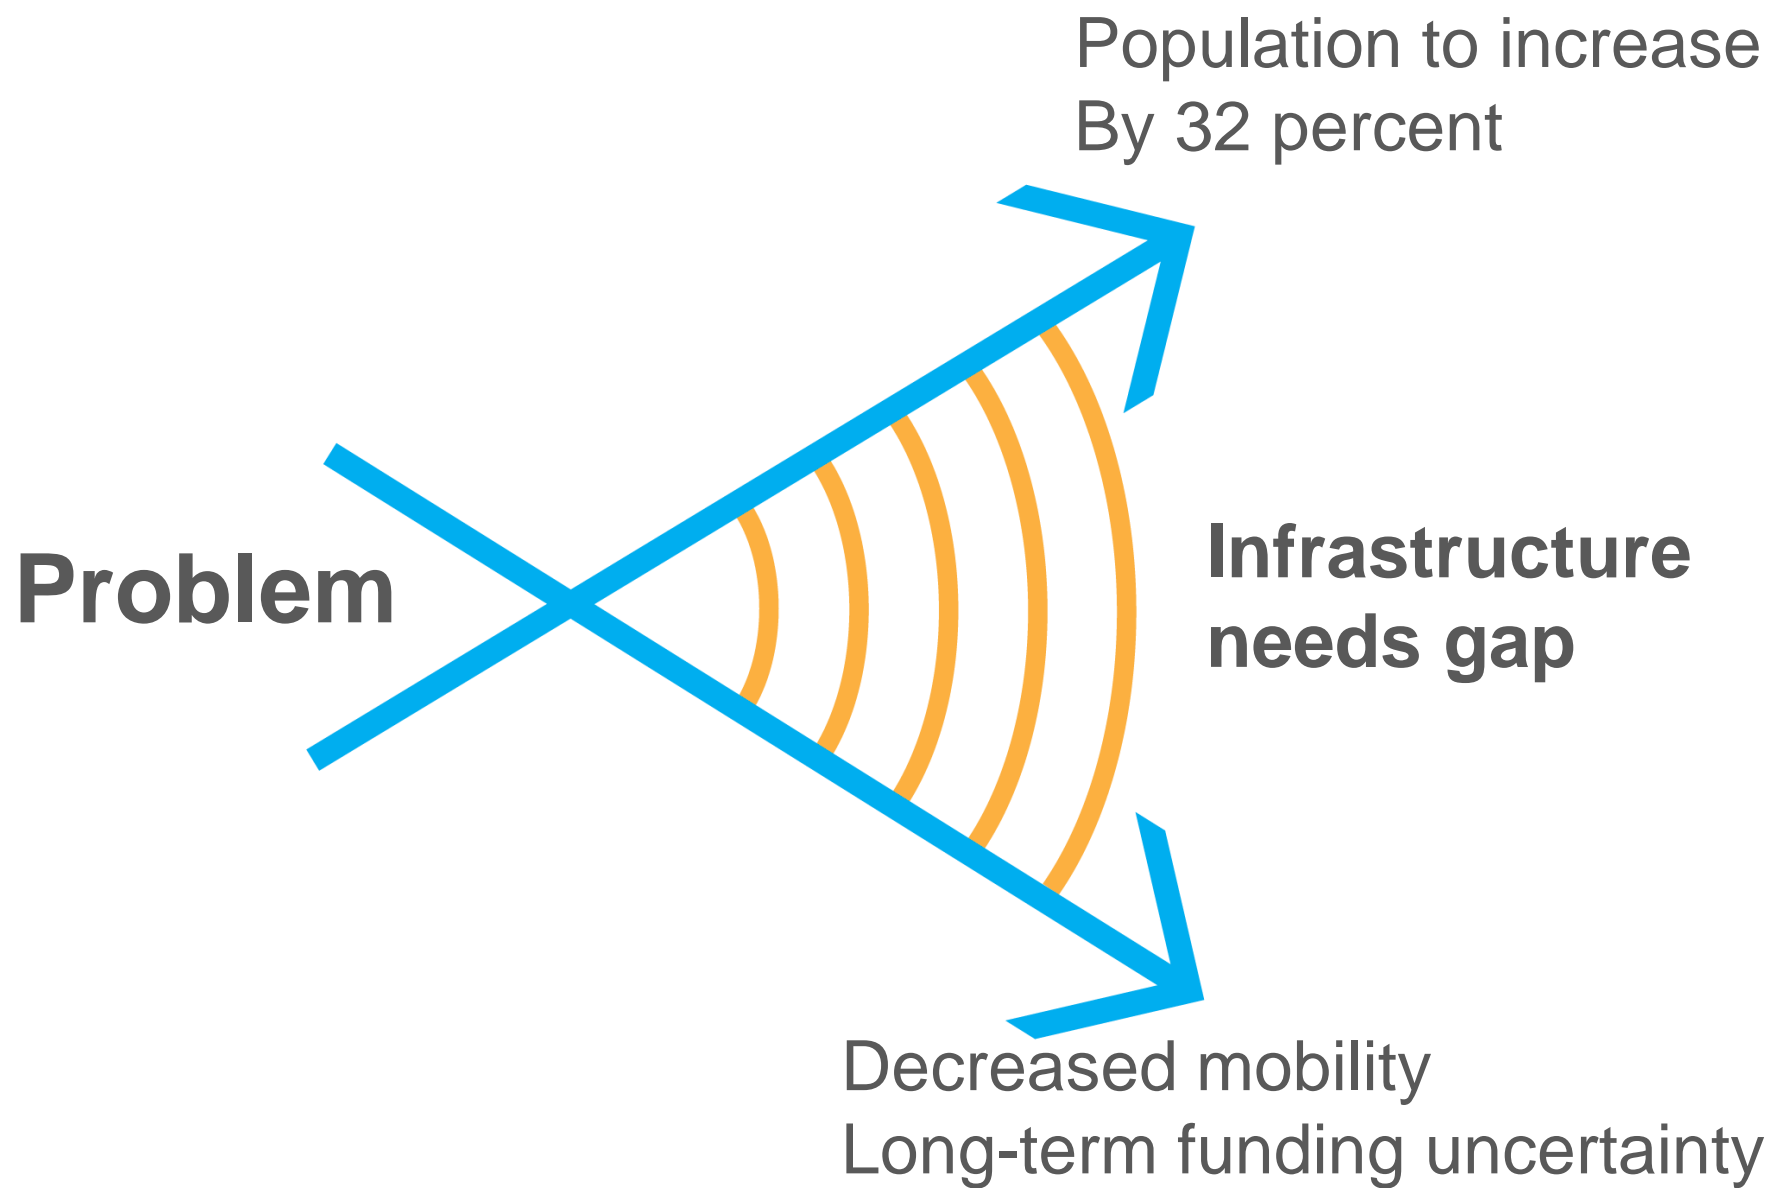 Population to increase
By 32 percent
Problem
Infrastructure
needs gap
Decreased mobility
Long-term funding uncertainty